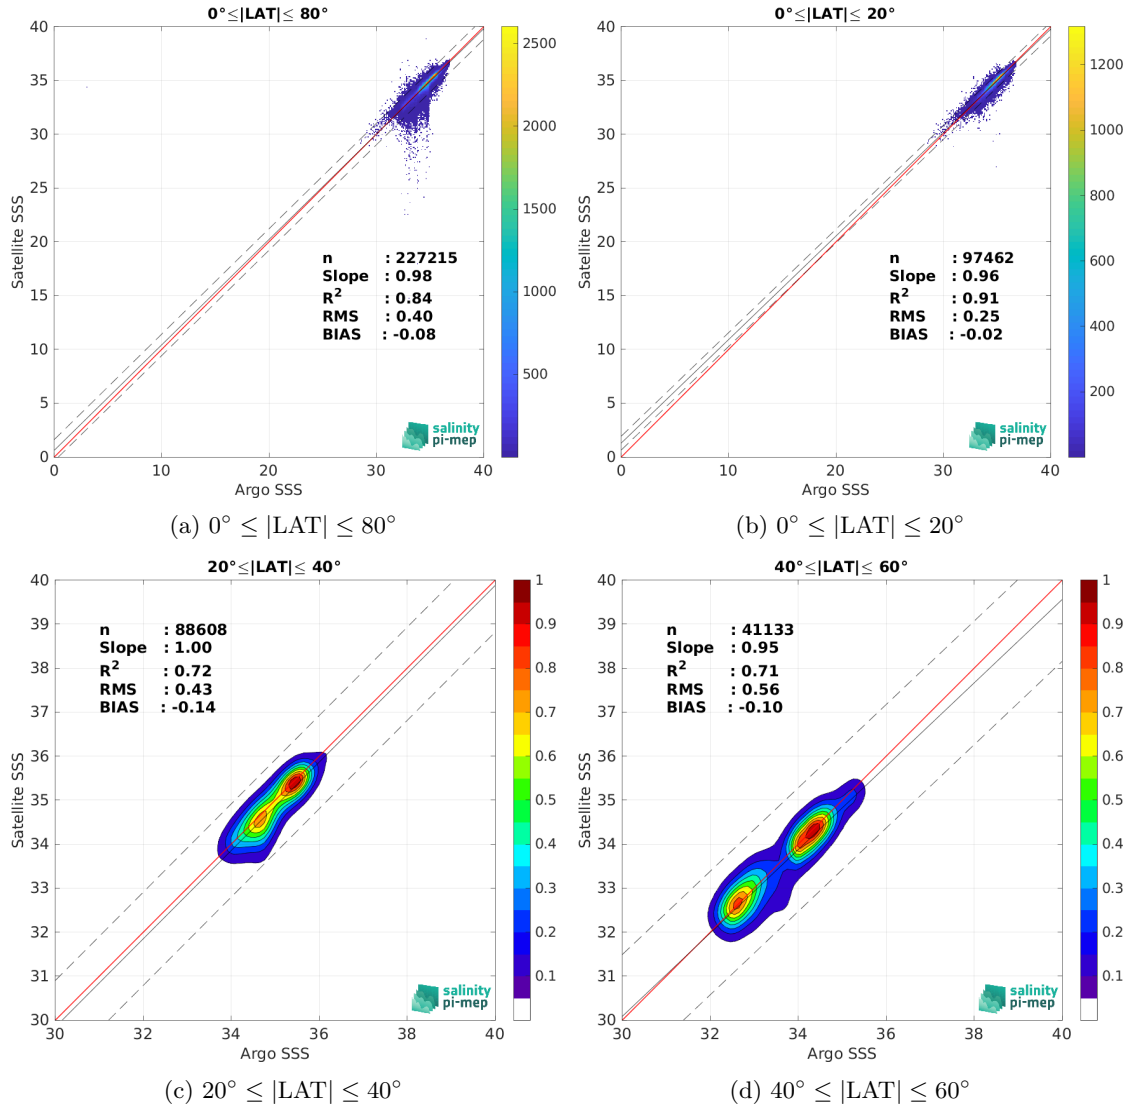 0°≤|LAT|≤ 80°
40
35
30
25
20
15
10
5
0
Satellite SSS
0
10
20
30
40
Argo SSS
n : 227215
Slope : 0.98
R² : 0.84
RMS : 0.40
BIAS : -0.08
salinity
pi-mep
2500
2000
1500
1000
500
(a) 0° ≤ |LAT| ≤ 80°
0°≤|LAT|≤ 20°
40
35
30
25
20
15
10
5
0
Satellite SSS
0
10
20
30
40
Argo SSS
n : 97462
Slope : 0.96
R² : 0.91
RMS : 0.25
BIAS : -0.02
salinity
pi-mep
1200
1000
800
600
400
200
(b) 0° ≤ |LAT| ≤ 20°
20°≤|LAT|≤ 40°
40
39
38
37
36
35
34
33
32
31
30
Satellite SSS
30
32
34
36
38
40
Argo SSS
n : 88608
Slope : 1.00
R² : 0.72
RMS : 0.43
BIAS : -0.14
salinity
pi-mep
1
0.9
0.8
0.7
0.6
0.5
0.4
0.3
0.2
0.1
(c) 20° ≤ |LAT| ≤ 40°
40°≤|LAT|≤ 60°
40
39
38
37
36
35
34
33
32
31
30
Satellite SSS
30
32
34
36
38
40
Argo SSS
n : 41133
Slope : 0.95
R² : 0.71
RMS : 0.56
BIAS : -0.10
salinity
pi-mep
1
0.9
0.8
0.7
0.6
0.5
0.4
0.3
0.2
0.1
(d) 40° ≤ |LAT| ≤ 60°